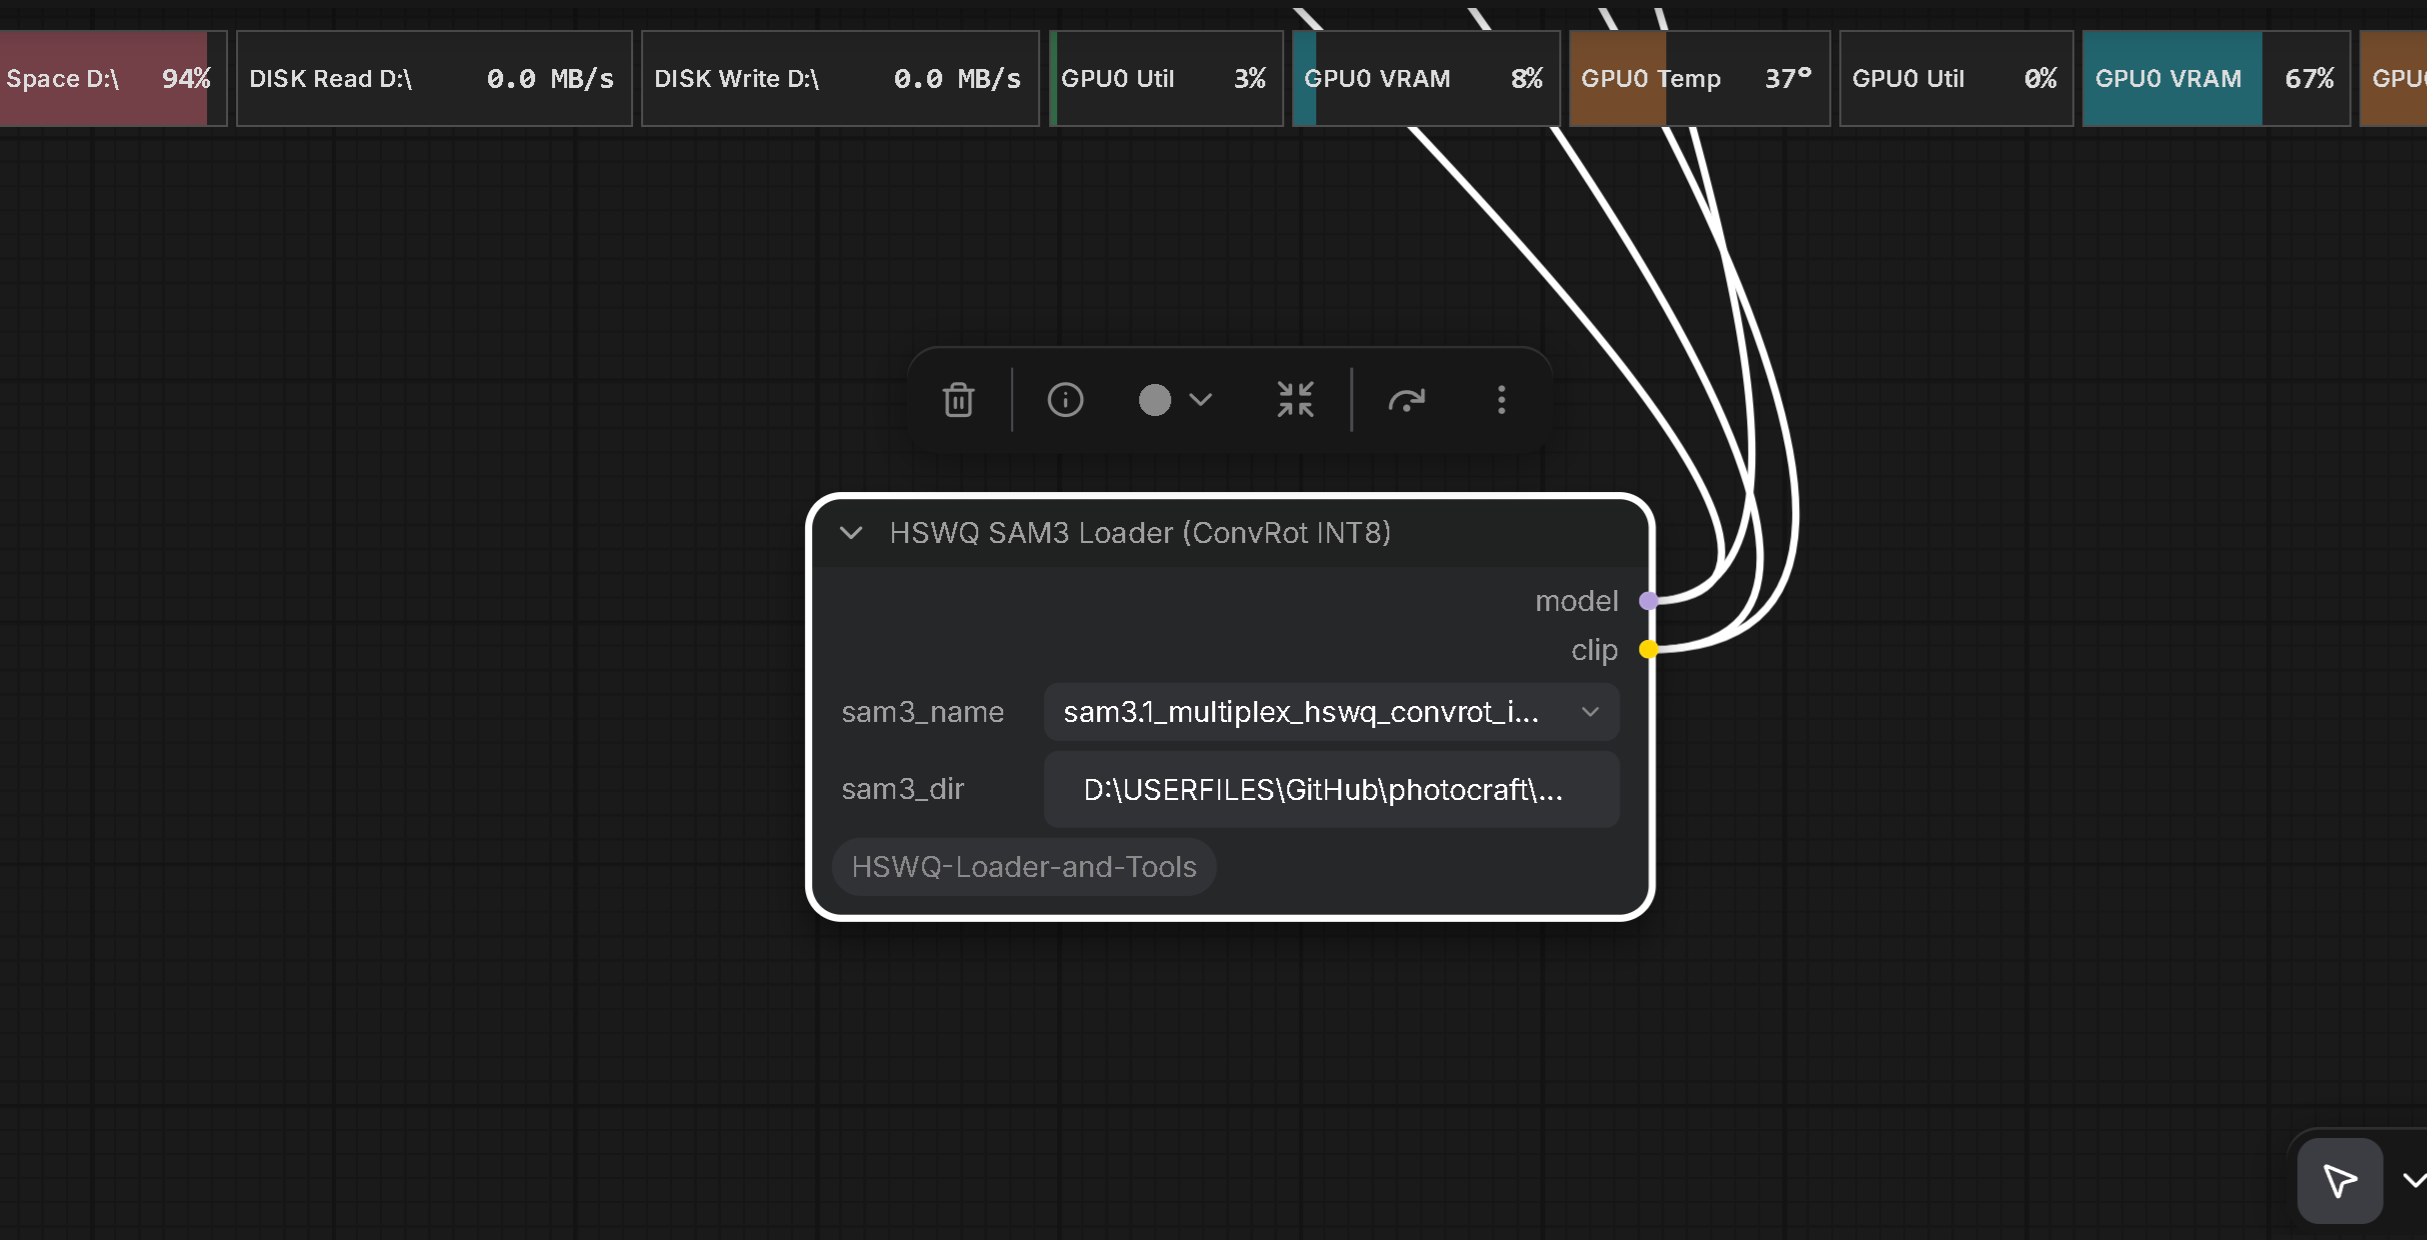 Space D:\ 94% DISK Read D:\ 0.0 MB/s DISK Write D:\ 0.0 MB/s GPU0 Util 3% GPU0 VRAM 8% GPU0 Temp 37° GPU0 Util 0% GPU0 VRAM 67% GPU
HSWQ SAM3 Loader (ConvRot INT8)
model
clip
sam3_name sam3.1_multiplex_hswq_convrot_i...
sam3_dir D:\USERFILES\GitHub\photocraft\...
HSWQ-Loader-and-Tools